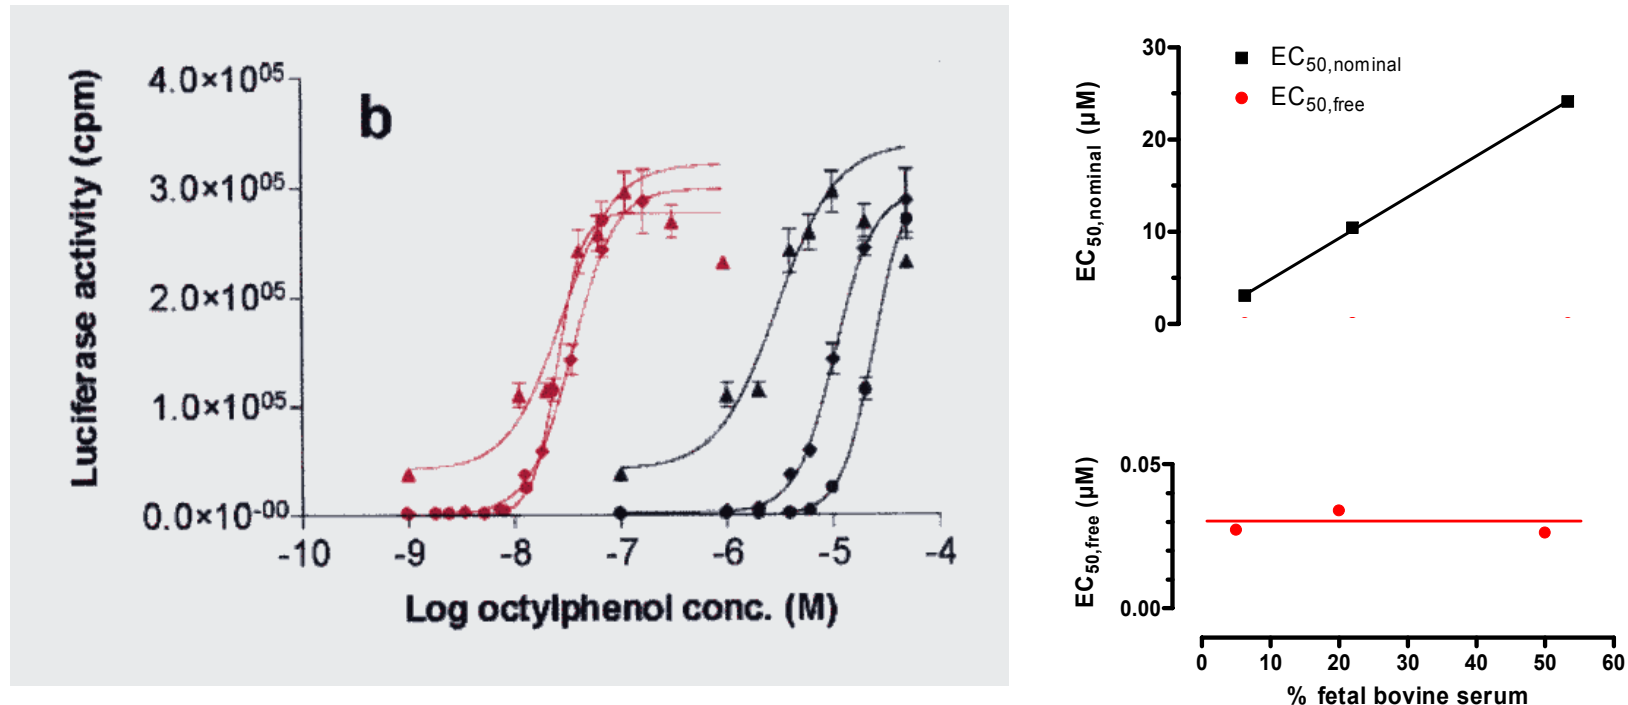 b
Luciferase activity (cpm)
4.0×10⁰⁵
3.0×10⁰⁵
2.0×10⁰⁵
1.0×10⁰⁵
0.0×10⁻⁰⁰
-10 -9 -8 -7 -6 -5 -4
Log octylphenol conc. (M)
EC50,nominal
EC50,free
EC50,nominal (µM)
30
20
10
0
EC50,free (µM)
0.05
0.00
0 10 20 30 40 50 60
% fetal bovine serum